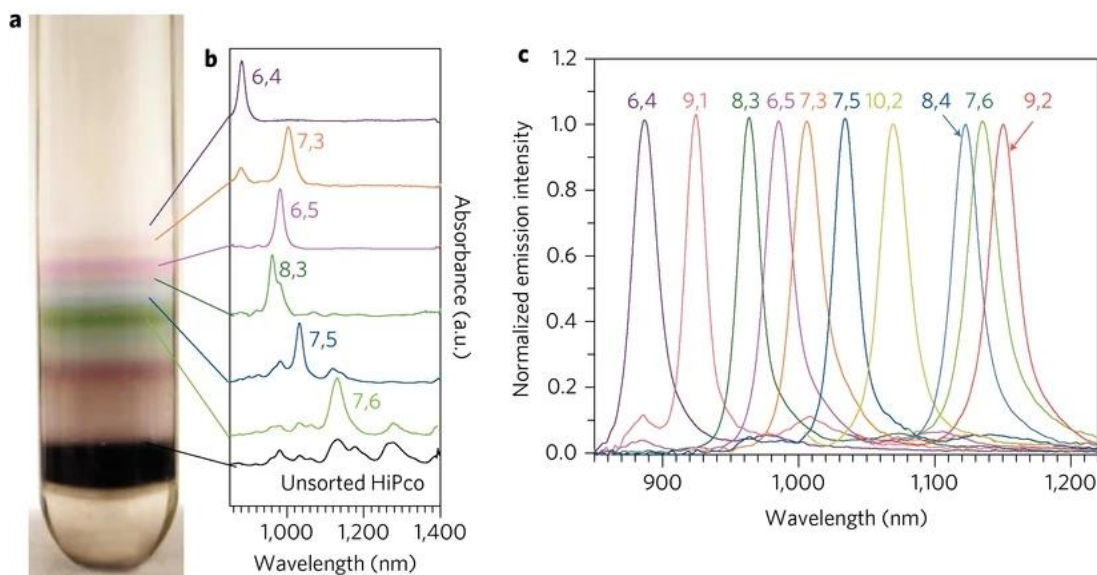 a
b
6,4
7,3
6,5
8,3
7,5
7,6
Unsorted HiPco
Absorbance (a.u.)
1,000 1,200 1,400
Wavelength (nm)
c
1.2
1.0
0.8
0.6
0.4
0.2
0.0
Normalized emission intensity
6,4 9,1 8,3 6,5 7,3 7,5 10,2 8,4 7,6 9,2
900 1,000 1,100 1,200
Wavelength (nm)